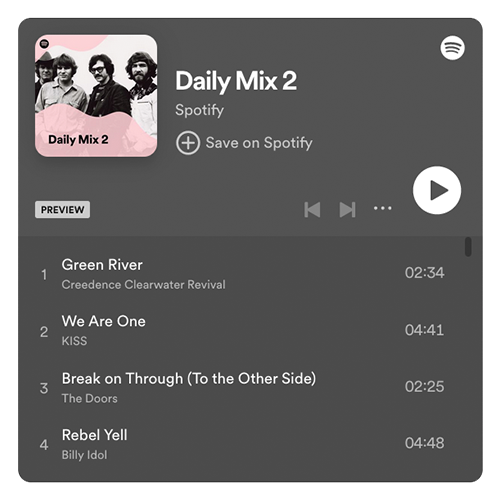 Daily Mix 2
Daily Mix 2
Spotify
Save on Spotify
PREVIEW
1 Green River 02:34
Creedence Clearwater Revival
2 We Are One 04:41
KISS
3 Break on Through (To the Other Side) 02:25
The Doors
4 Rebel Yell 04:48
Billy Idol